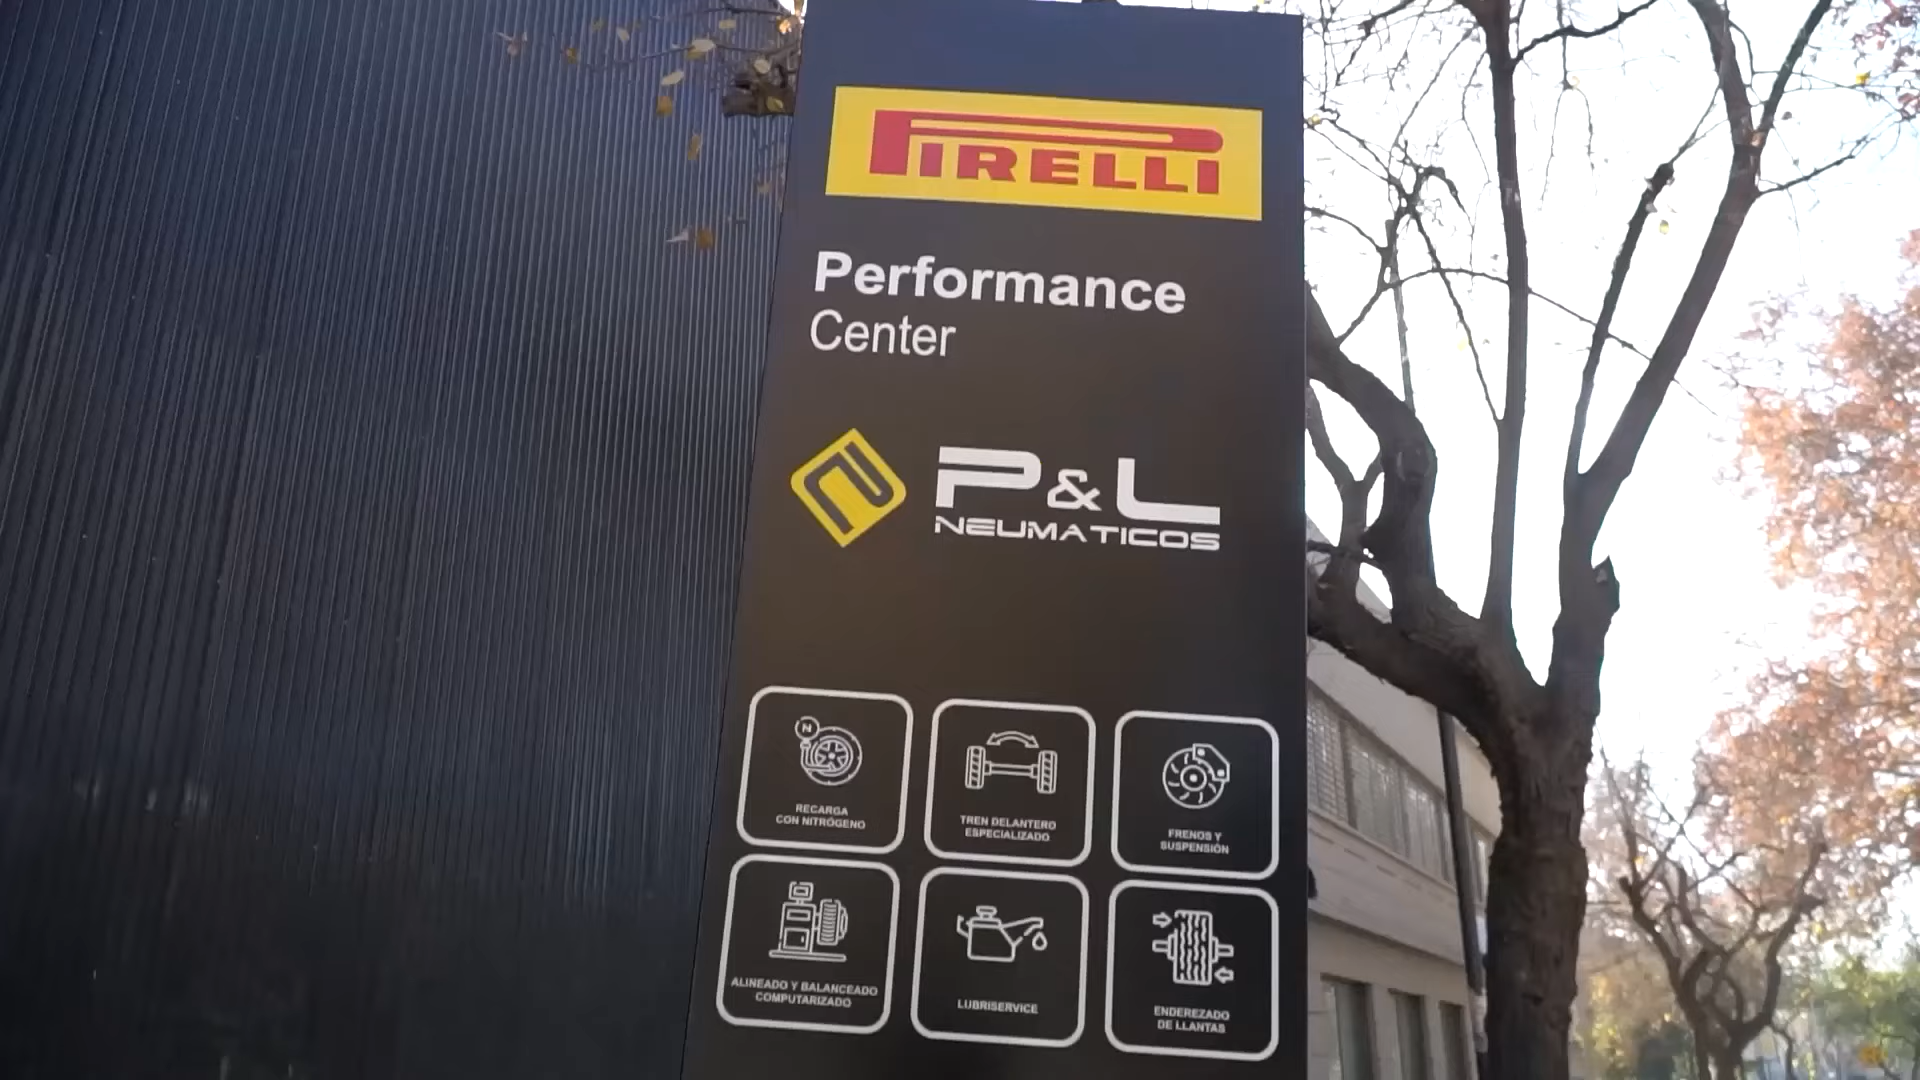 PIRELLI
Performance
Center
P&L
NEUMATICOS
N
RECARGA
CON NITRÓGENO
TREN DELANTERO
ESPECIALIZADO
FRENOS Y
SUSPENSIÓN
ALINEADO Y BALANCEADO
COMPUTARIZADO
LUBRISERVICE
ENDEREZADO
DE LLANTAS